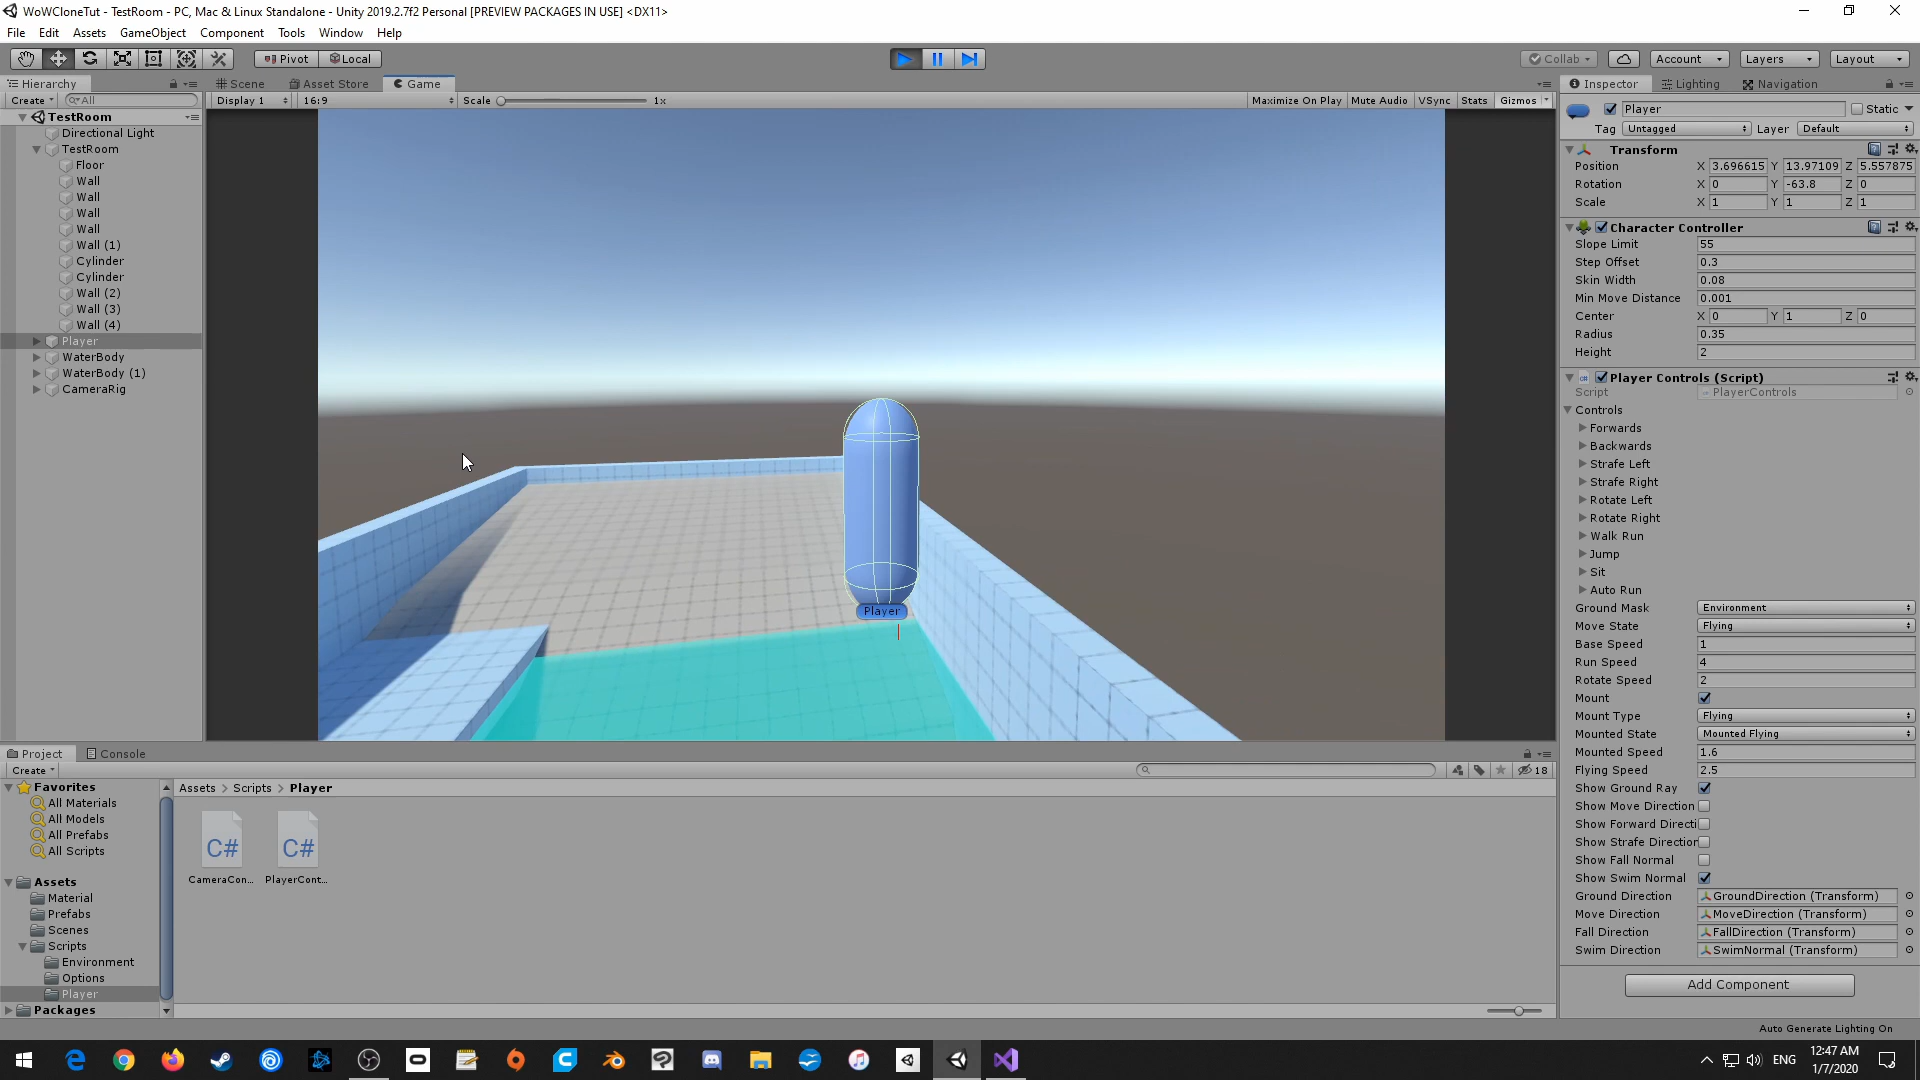 WoWCloneTut - TestRoom - PC, Mac & Linux Standalone - Unity 2019.2.7f2 Personal [PREVIEW PACKAGES IN USE] <DX11>
File Edit Assets GameObject Component Tools Window Help
Pivot Local Collab Account Layers Layout
Hierarchy Scene Asset Store Game Inspector Lighting Navigation
Create All Display 1 16:9 Scale 1x Maximize On Play Mute Audio VSync Stats Gizmos
Player Static
Tag Untagged Layer Default
TestRoom
Directional Light
TestRoom
Floor
Wall
Wall
Wall
Wall
Wall (1)
Cylinder
Cylinder
Wall (2)
Wall (3)
Wall (4)
Player
WaterBody
WaterBody (1)
CameraRig
Player
Transform
Position X 3.696615 Y 13.97109 Z 5.557875
Rotation X 0 Y -63.8 Z 0
Scale X 1 Y 1 Z 1
Character Controller
Slope Limit 55
Step Offset 0.3
Skin Width 0.08
Min Move Distance 0.001
Center X 0 Y 1 Z 0
Radius 0.35
Height 2
Player Controls (Script)
Script PlayerControls
Controls
Forwards
Backwards
Strafe Left
Strafe Right
Rotate Left
Rotate Right
Walk Run
Jump
Sit
Auto Run
Ground Mask Environment
Move State Flying
Base Speed 1
Run Speed 4
Rotate Speed 2
Mount
Mount Type Flying
Mounted State Mounted Flying
Mounted Speed 1.6
Flying Speed 2.5
Show Ground Ray
Show Move Direction
Show Forward Directi
Show Strafe Direction
Show Fall Normal
Show Swim Normal
Ground Direction GroundDirection (Transform)
Move Direction MoveDirection (Transform)
Fall Direction FallDirection (Transform)
Swim Direction SwimNormal (Transform)
Add Component
Auto Generate Lighting On
Project Console
Create 18
Favorites
All Materials
All Models
All Prefabs
All Scripts
Assets
Material
Prefabs
Scenes
Scripts
Environment
Options
Player
Packages
Assets > Scripts > Player
C# C#
CameraCon... PlayerCont...
ENG 12:47 AM
1/7/2020